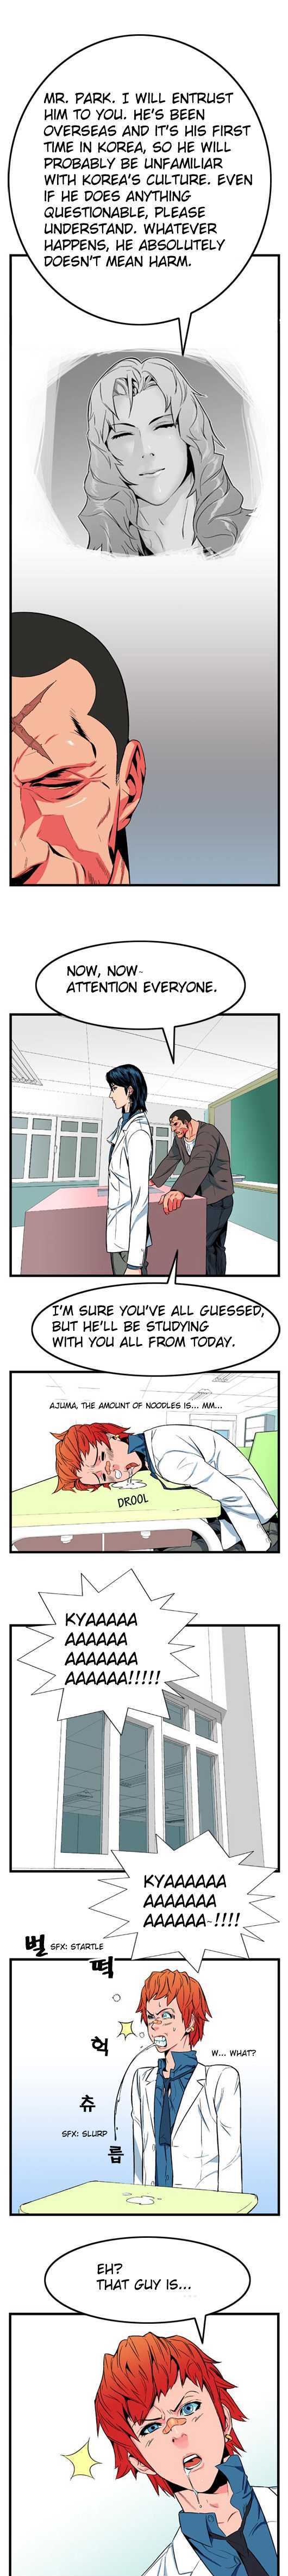 MR. PARK. I WILL ENTRUST
HIM TO YOU. HE'S BEEN
OVERSEAS AND IT'S HIS FIRST
TIME IN KOREA, SO HE WILL
PROBABLY BE UNFAMILIAR
WITH KOREA'S CULTURE. EVEN
IF HE DOES ANYTHING
QUESTIONABLE, PLEASE
UNDERSTAND. WHATEVER
HAPPENS, HE ABSOLUTELY
DOESN'T MEAN HARM.
NOW, NOW~
ATTENTION EVERYONE.
I'M SURE YOU'VE ALL GUESSED,
BUT HE'LL BE STUDYING
WITH YOU ALL FROM TODAY.
AJUMA, THE AMOUNT OF NOODLES IS... MM...
DROOL
KYAAAAA
AAAAAA
AAAAAAA
AAAAAA!!!!!
KYAAAAAA
AAAAAAA
AAAAAA~!!!!
벌
SFX: STARTLE
떡
헉
W... WHAT?
츄
SFX: SLURP
릅
EH?
THAT GUY IS...